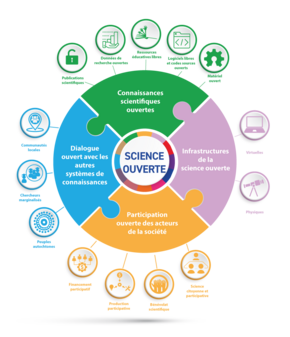 Ressources
éducatives libres
Données de
recherche ouvertes
Logiciels libres
et codes sources
ouverts
Publications
scientifiques
Matériel
ouvert
Connaissances
scientifiques
ouvertes
Communautés
locales
Dialogue
ouvert avec les
autres
systèmes de
connaissances
SCIENCE
OUVERTE
Infrastructures de
la science ouverte
Virtuelles
Chercheurs
marginalisés
Physiques
Peuples
autochtones
Participation
ouverte des acteurs
de la société
Financement
participatif
Production
participative
Bénévolat
scientifique
Science
citoyenne et
participative